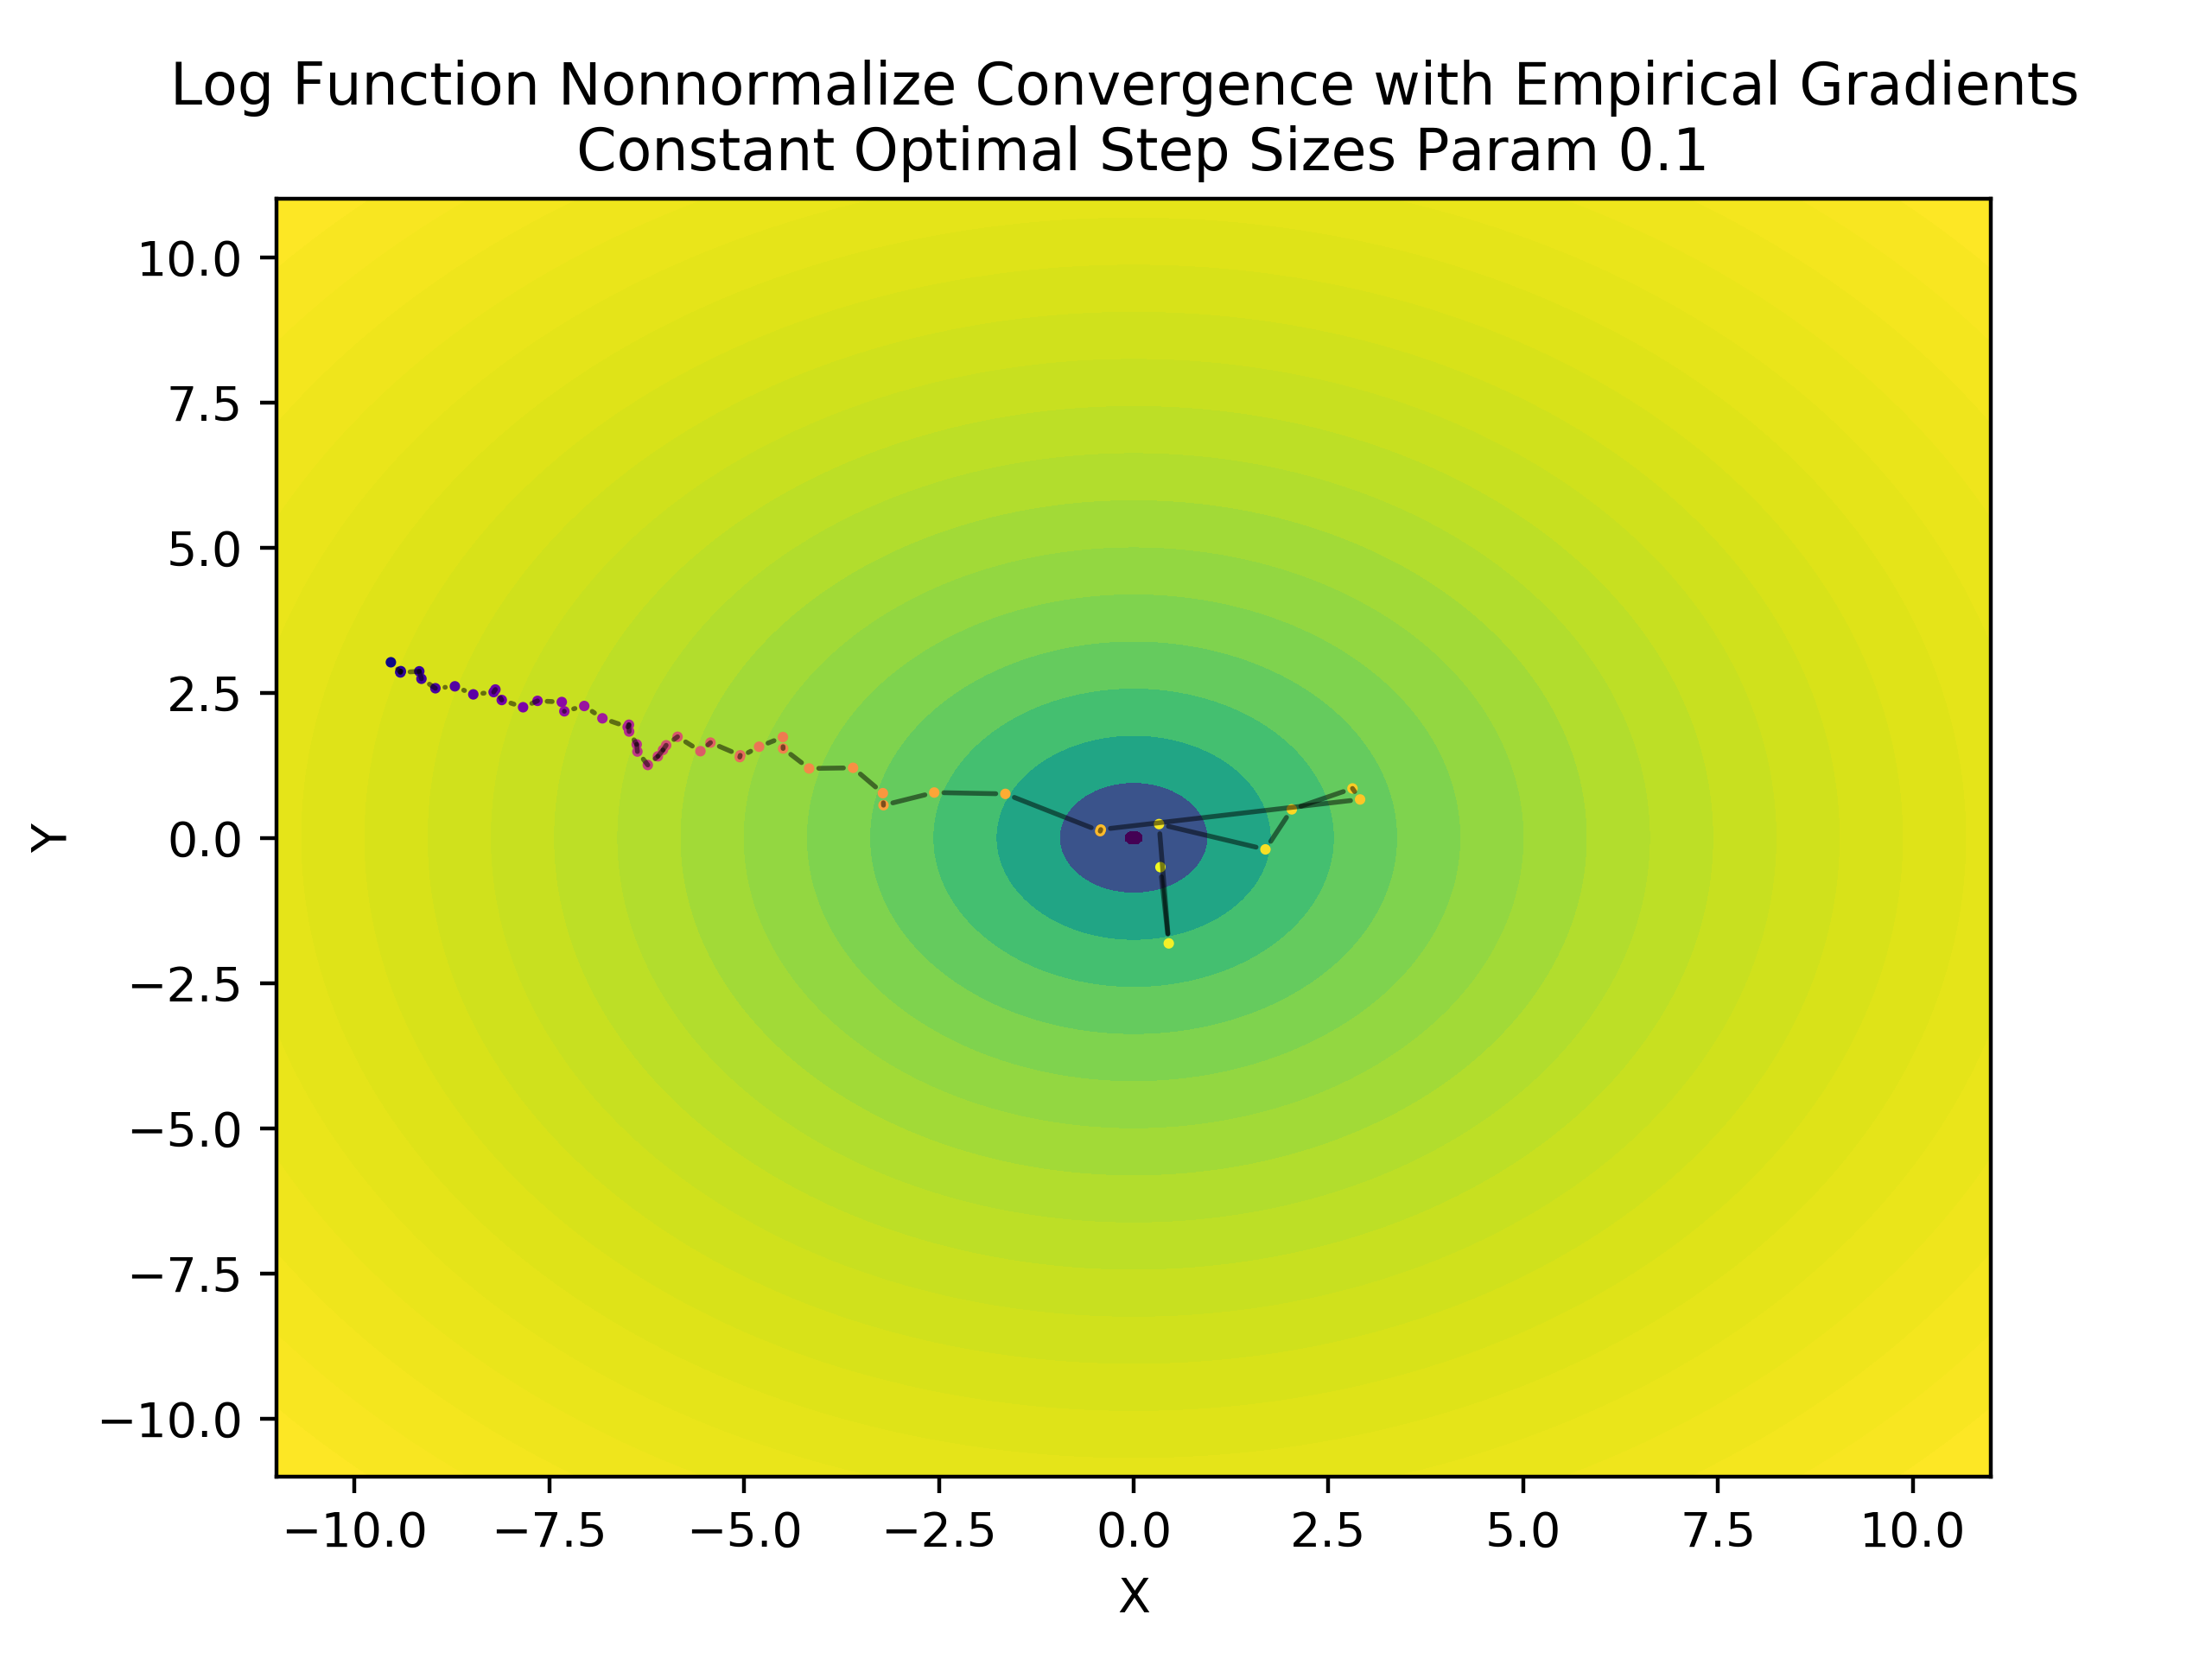 Log Function Nonnormalize Convergence with Empirical Gradients
Constant Optimal Step Sizes Param 0.1
10.0
7.5
5.0
2.5
0.0
−2.5
−5.0
−7.5
−10.0
Y
−10.0 −7.5 −5.0 −2.5 0.0 2.5 5.0 7.5 10.0
X